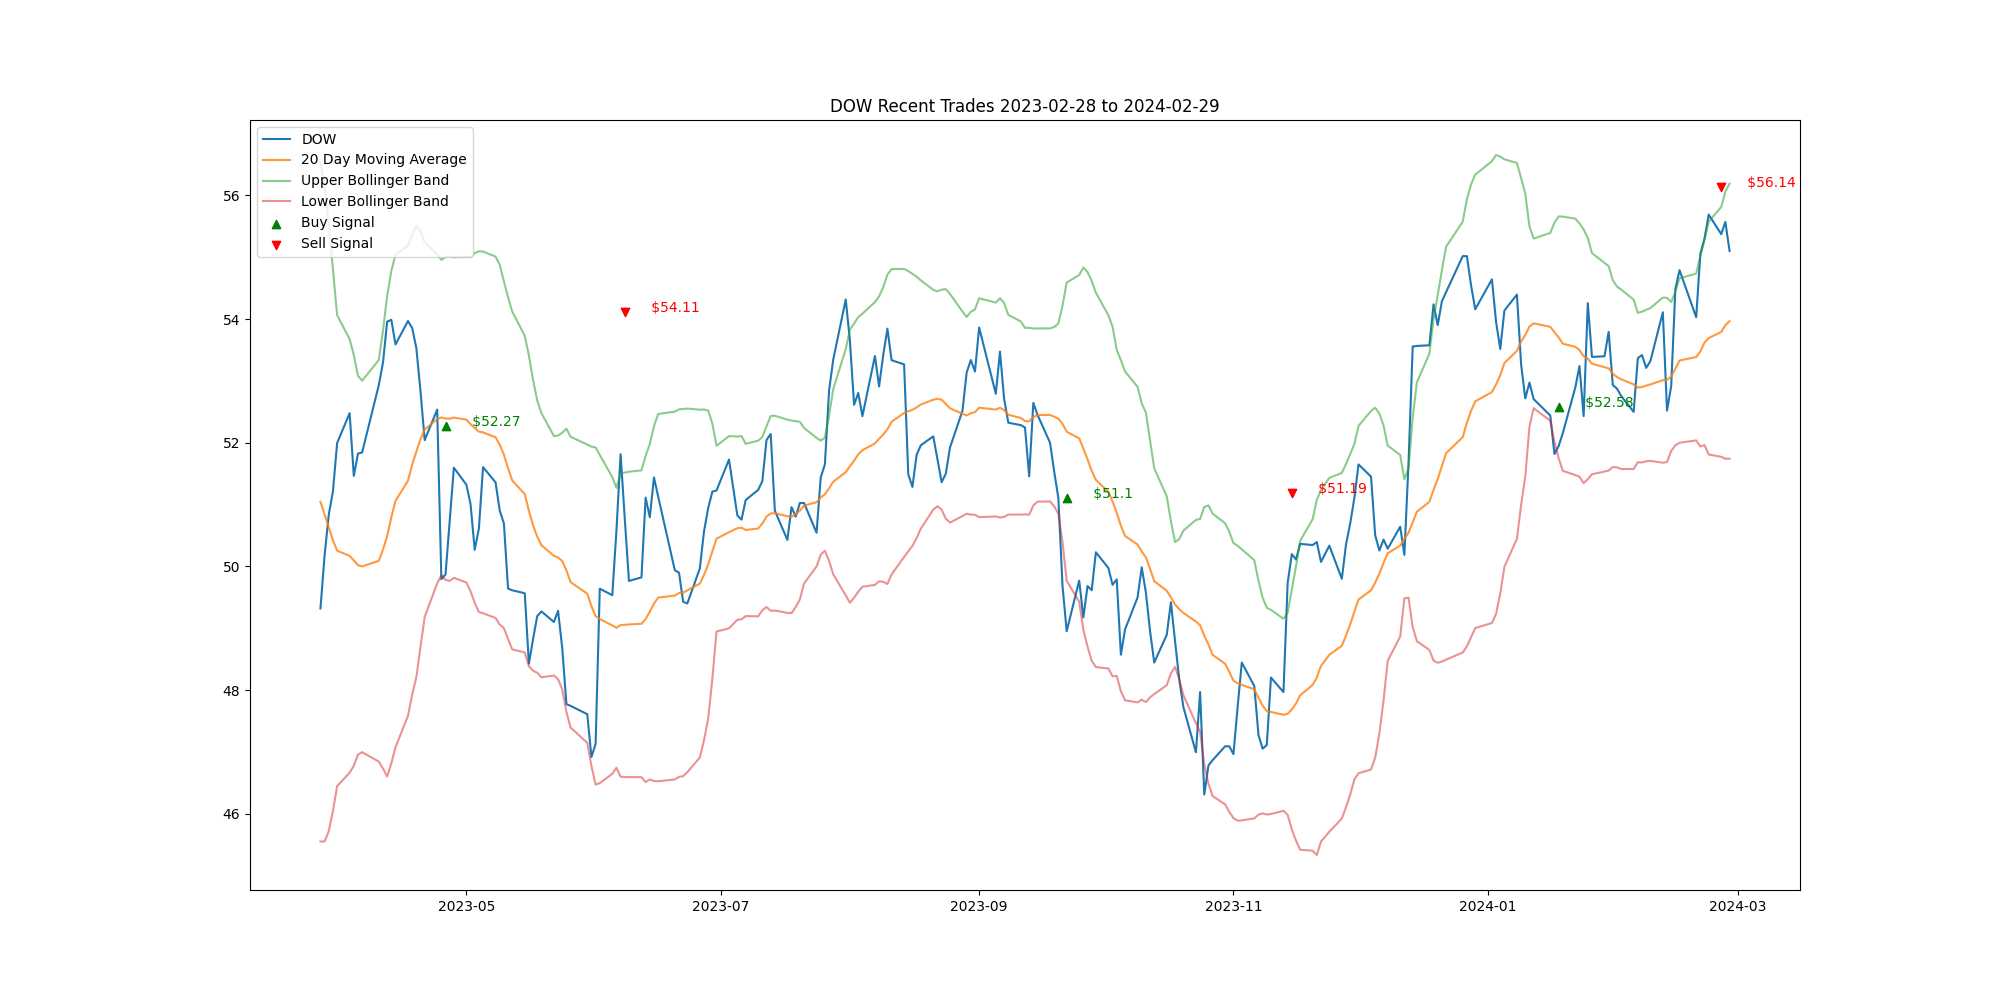 DOW Recent Trades 2023-02-28 to 2024-02-29
DOW
20 Day Moving Average
Upper Bollinger Band
Lower Bollinger Band
Buy Signal
Sell Signal
56
54
52
50
48
46
$56.14
$54.11
$52.27
$52.58
$51.1
$51.19
2023-05
2023-07
2023-09
2023-11
2024-01
2024-03